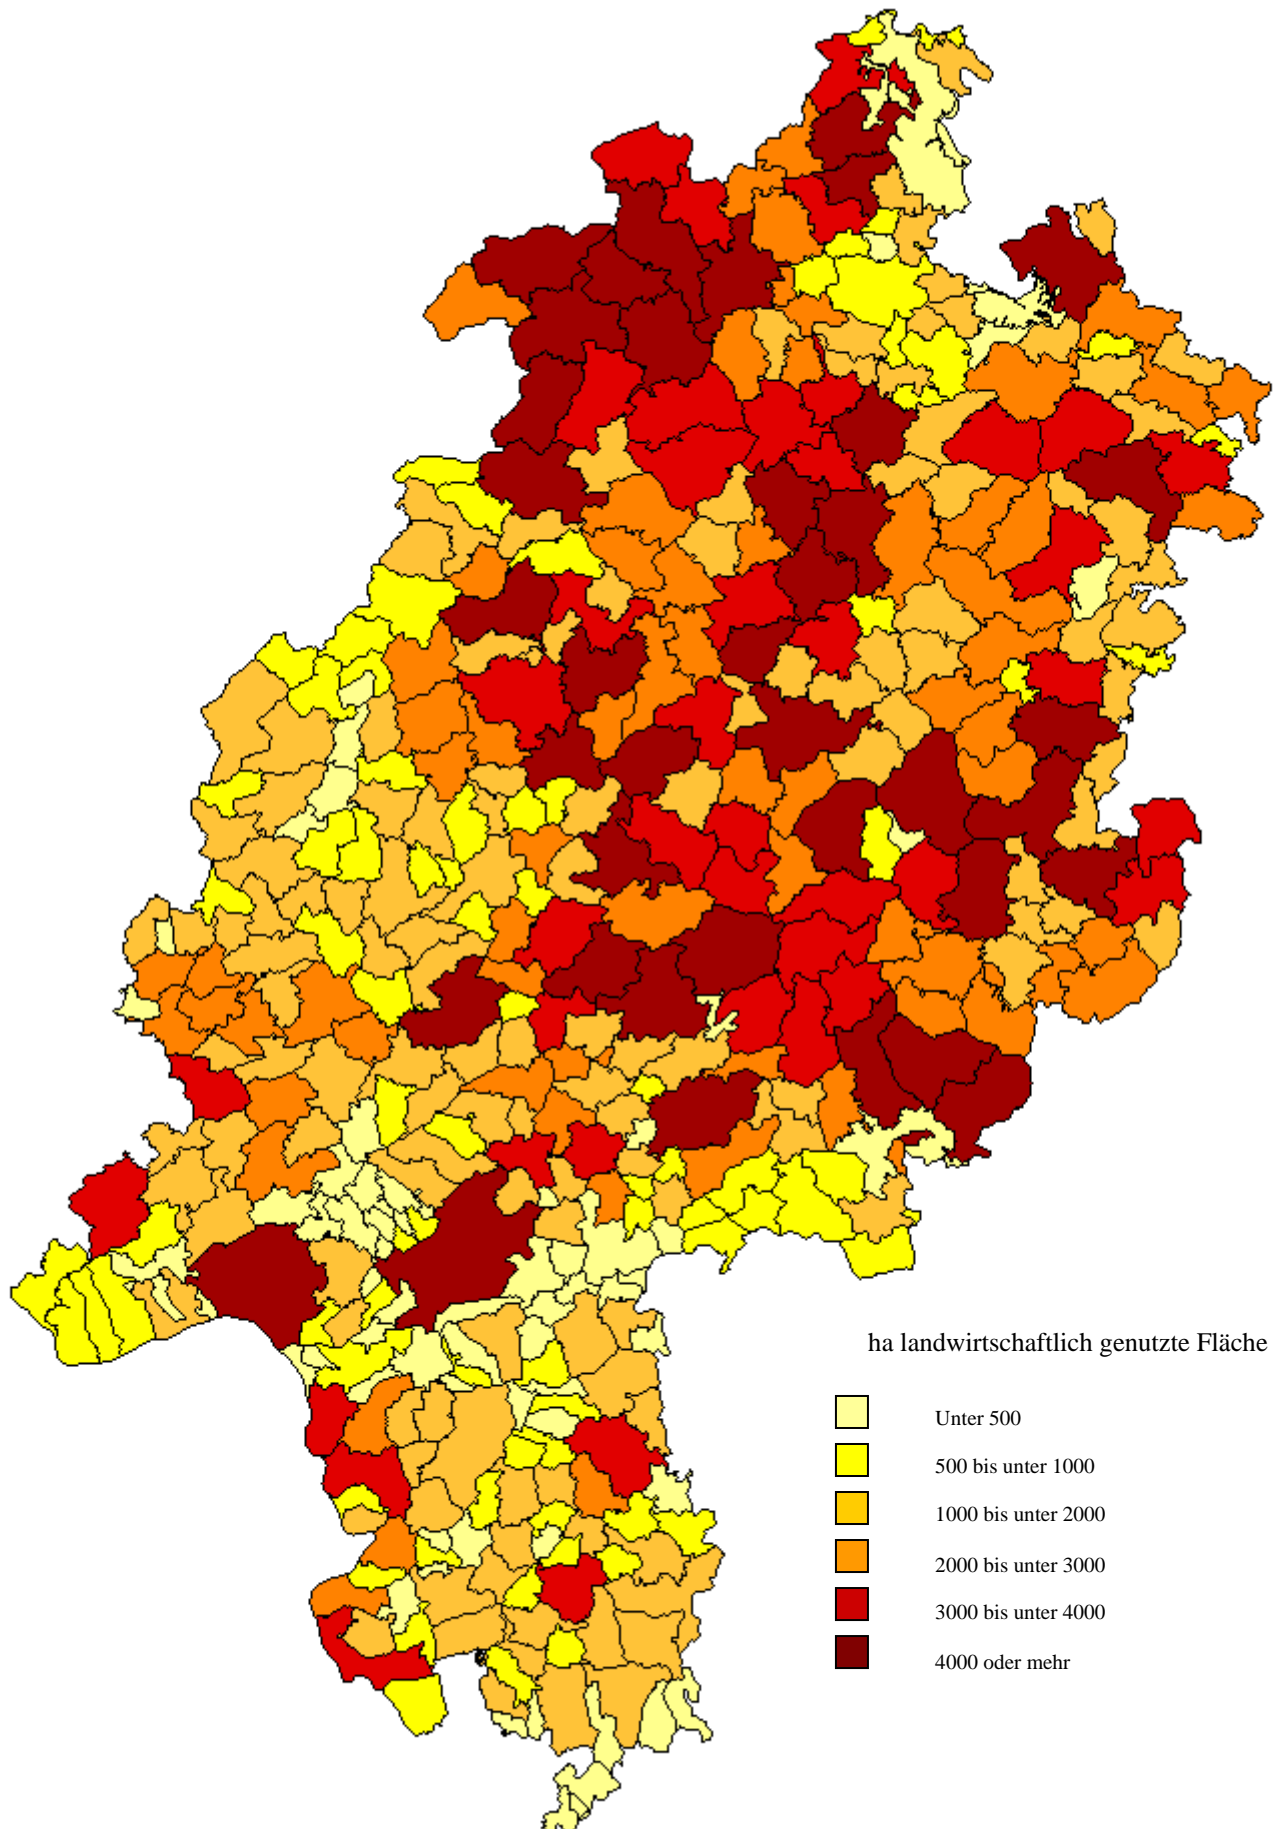 ha landwirtschaftlich genutzte Fläche
Unter 500
500 bis unter 1000
1000 bis unter 2000
2000 bis unter 3000
3000 bis unter 4000
4000 oder mehr